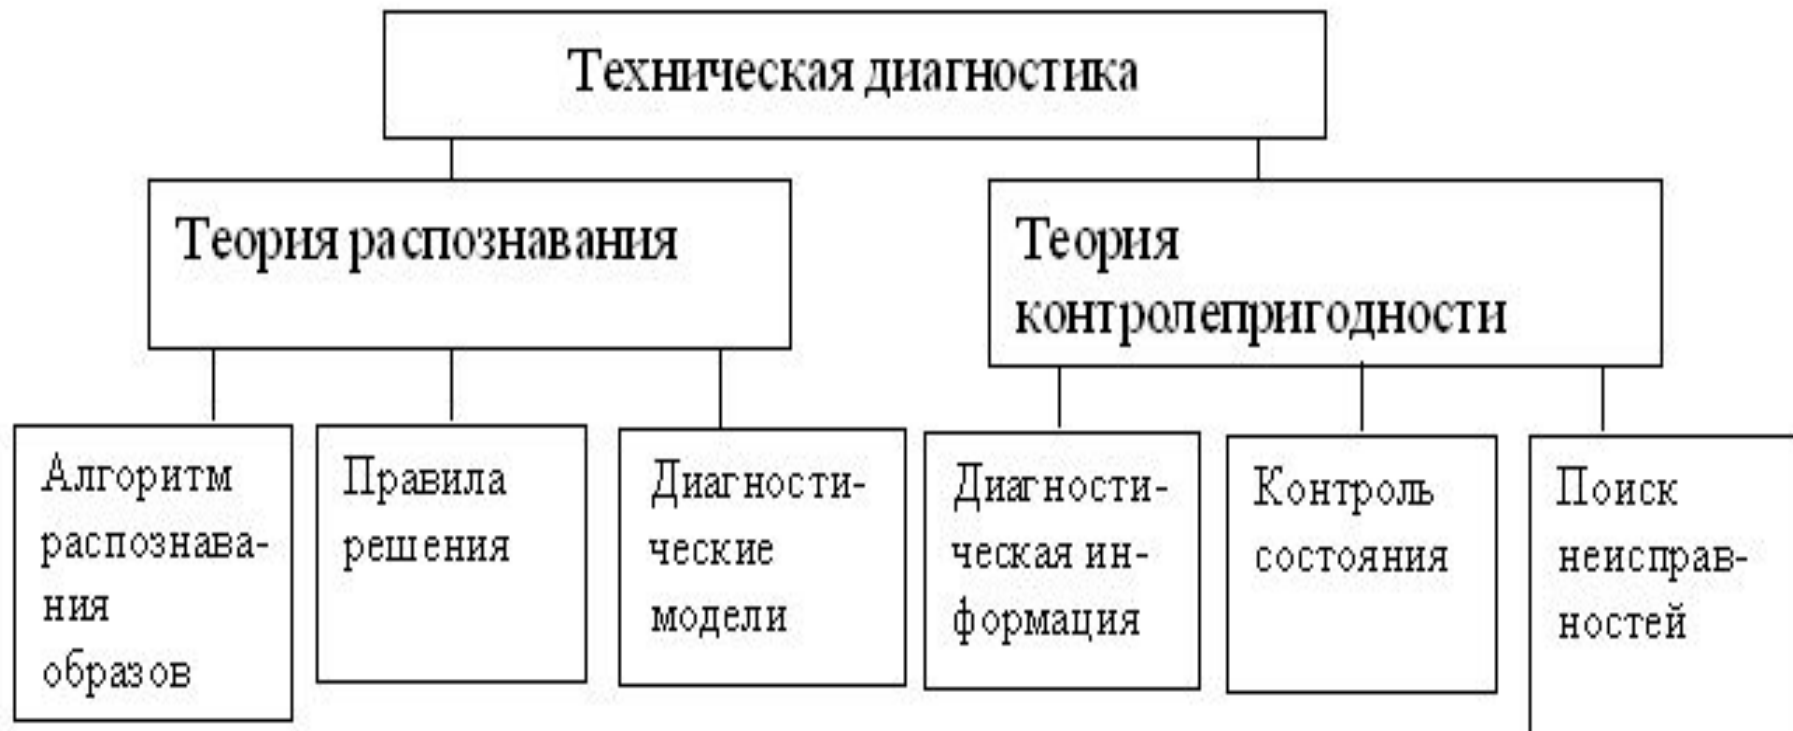 Техническая диагностика
Теория распознавания
Теория
контролепригодности
Алгоритм
распознава-
ния
образов
Правила
решения
Диагности-
ческие
модели
Диагности-
ческая ин-
формация
Контроль
состояния
Поиск
неисправ-
ностей